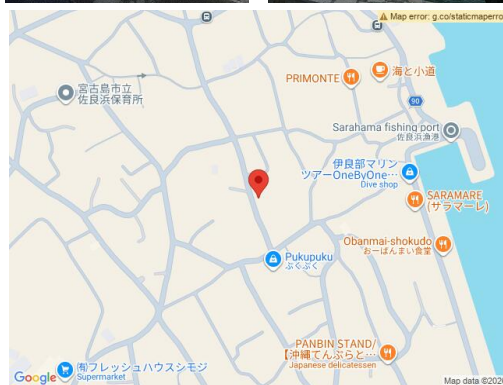 Map error: g.co/staticmaperro
PRIMONTE
海と小道
宮古島市立
佐良浜保育所
90
Sarahama fishing port
佐良浜漁港
伊良部マリン
ツアーOneByOne…
Dive shop
SARAMARE
(サラマーレ)
Obanmai-shokudo
おーばんまい食堂
Pukupuku
ぷくぷく
PANBIN STAND/
【沖縄てんぷらと…
Japanese delicatessen
㈲フレッシュハウスシモジ
Supermarket
Google
Map data ©202